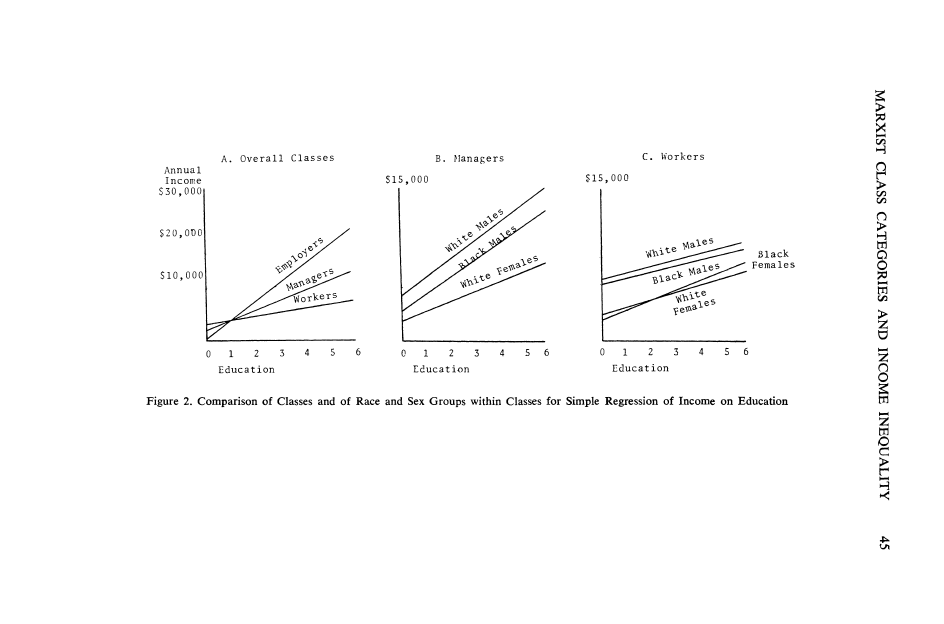 A. Overall Classes
Annual
Income
$30,000
$20,000
$10,000
Employers
Managers
Workers
0 1 2 3 4 5 6
Education
B. Managers
$15,000
White Males
Black Males
White Females
0 1 2 3 4 5 6
Education
C. Workers
$15,000
White Males
Black Males
White
Females
Black
Females
0 1 2 3 4 5 6
Education
Figure 2. Comparison of Classes and of Race and Sex Groups within Classes for Simple Regression of Income on Education
MARXIST CLASS CATEGORIES AND INCOME INEQUALITY 45